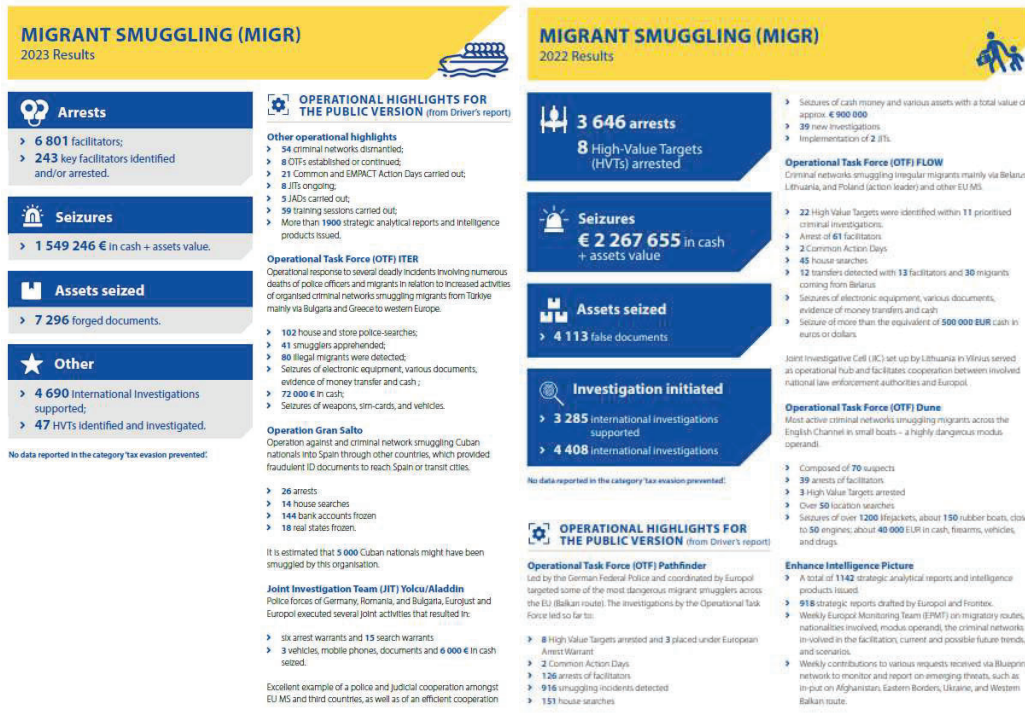 MIGRANT SMUGGLING (MIGR)
2023 Results
Arrests
6 801 facilitators;
243 key facilitators identified
and/or arrested.
Seizures
1 549 246 € in cash + assets value.
Assets seized
7 296 forged documents.
Other
4 690 International Investigations
supported;
47 HVTs identified and investigated.
No data reported in the category 'tax evasion prevented'.
OPERATIONAL HIGHLIGHTS FOR
THE PUBLIC VERSION (from Driver's report)
Other operational highlights
54 criminal networks dismantled;
8 OTFs established or continued;
21 Common and EMPACT Action Days carried out;
8 JITs ongoing;
5 JADs carried out;
59 training sessions carried out;
More than 1900 strategic analytical reports and intelligence
products issued.
Operational Task Force (OTF) ITER
Operational response to several deadly incidents involving numerous
deaths of police officers and migrants in relation to increased activities
of organised criminal networks smuggling migrants from Türkiye
mainly via Bulgaria and Greece to western Europe.
102 house and store police-searches;
41 smugglers apprehended;
80 illegal migrants were detected;
Seizures of electronic equipment, various documents,
evidence of money transfer and cash ;
72 000 € in cash;
Seizures of weapons, sim-cards, and vehicles.
Operation Gran Salto
Operation against and criminal network smuggling Cuban
nationals into Spain through other countries, which provided
fraudulent ID documents to reach Spain or transit cities.
26 arrests
14 house searches
144 bank accounts frozen
18 real states frozen.
It is estimated that 5 000 Cuban nationals might have been
smuggled by this organisation.
Joint Investigation Team (JIT) Yolcu/Aladdin
Police forces of Germany, Romania, and Bulgaria, Eurojust and
Europol executed several joint activities that resulted in:
six arrest warrants and 15 search warrants
3 vehicles, mobile phones, documents and 6 000 € in cash
seized.
Excellent example of a police and judicial cooperation amongst
EU MS and third countries, as well as of an efficient cooperation
MIGRANT SMUGGLING (MIGR)
2022 Results
3 646 arrests
8 High-Value Targets
(HVTs) arrested
Seizures
€ 2 267 655 in cash
+ assets value
Assets seized
4 113 false documents
Investigation initiated
3 285 international investigations
supported
4 408 international investigations
No data reported in the category 'tax evasion prevented'.
OPERATIONAL HIGHLIGHTS FOR
THE PUBLIC VERSION (from Driver's report)
Operational Task Force (OTF) Pathfinder
Led by the German Federal Police and coordinated by Europol
targeted some of the most dangerous migrant smugglers across
the EU (Balkan route). The investigations by the Operational Task
Force led so far to:
8 High Value Targets arrested and 3 placed under European
Arrest Warrant
2 Common Action Days
126 arrests of facilitators
916 smuggling incidents detected
151 house searches
Seizures of cash money and various assets with a total value of
approx. € 900 000
39 new investigations
Implementation of 2 JITs.
Operational Task Force (OTF) FLOW
Criminal networks smuggling irregular migrants mainly via Belarus,
Lithuania, and Poland (action leader) and other EU MS
22 High Value Targets were identified within 11 prioritised
criminal investigations.
Arrest of 61 facilitators
2 Common Action Days
45 house searches
12 transfers detected with 13 facilitators and 30 migrants
coming from Belarus
Seizures of electronic equipment, various documents,
evidence of money transfers and cash
Seizure of more than the equivalent of 500 000 EUR cash in
euros or dollars.
Joint Investigative Cell (JIC) set up by Lithuania in Vilnius served
as operational hub and facilitates cooperation between involved
national law enforcement authorities and Europol.
Operational Task Force (OTF) Dune
Most active criminal networks smuggling migrants across the
English Channel in small boats – a highly dangerous modus
operandi.
Composed of 70 suspects
39 arrests of facilitators
3 High Value Targets arrested
Over 50 location searches
Seizures of over 1200 lifejackets, about 150 rubber boats, clos
to 50 engines; about 40 000 EUR in cash, firearms, vehicles,
and drugs.
Enhance Intelligence Picture
A total of 1142 strategic analytical reports and intelligence
products issued
918 strategic reports drafted by Europol and Frontex.
Weekly Europol Monitoring Team (EPMT) on migratory routes,
nationalities involved, modus operandi, the criminal networks
in-volved in the facilitation, current and possible future trends,
and scenarios.
Weekly contributions to various requests received via Blueprin
network to monitor and report on emerging threats, such as
in-put on Afghanistan, Eastern Borders, Ukraine, and Western
Balkan route.